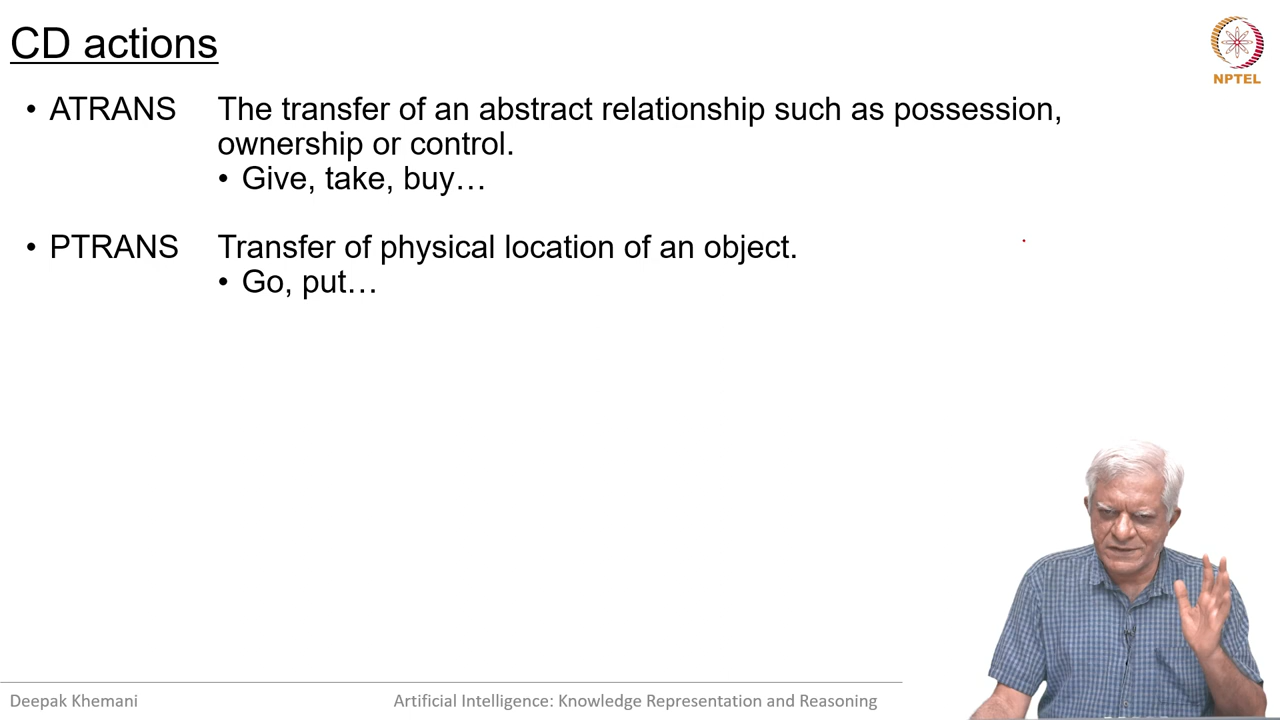 CD actions
NPTEL
• ATRANS The transfer of an abstract relationship such as possession,
ownership or control.
• Give, take, buy…
• PTRANS Transfer of physical location of an object.
• Go, put…
Deepak Khemani Artificial Intelligence: Knowledge Representation and Reasoning